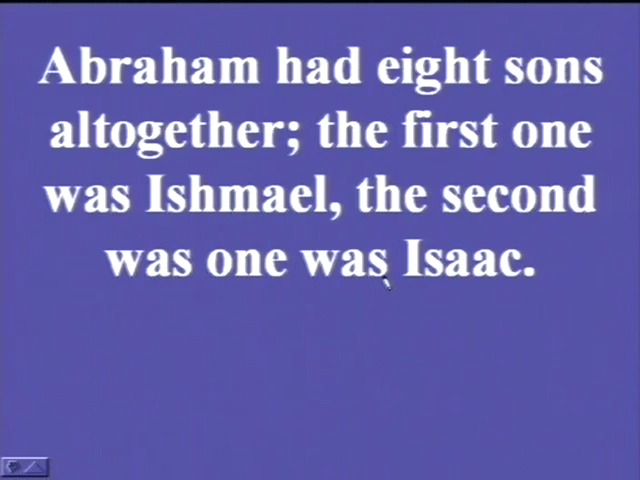 Abraham had eight sons
altogether; the first one
was Ishmael, the second
was one was Isaac.